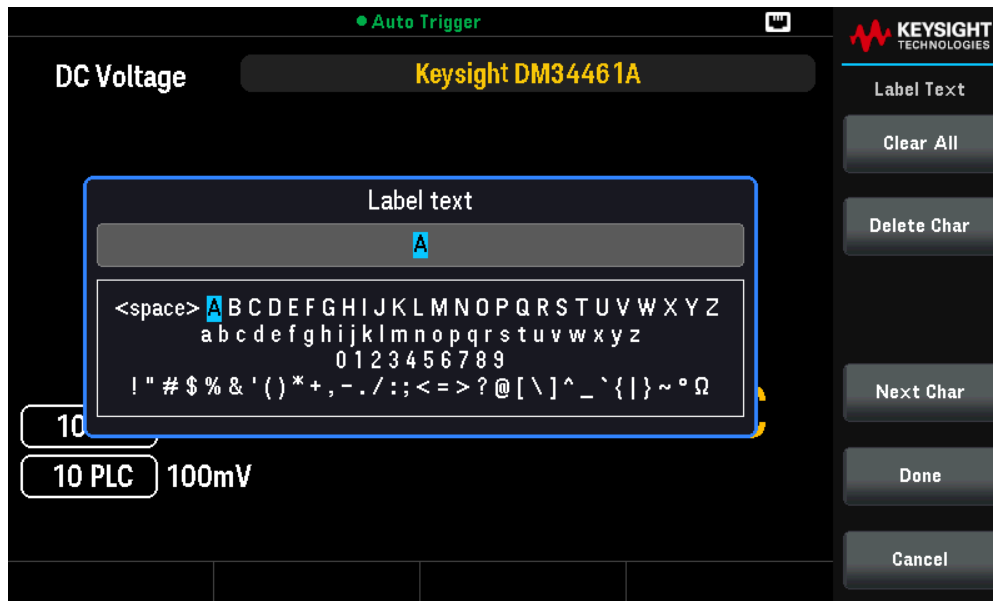 Auto Trigger
KEYSIGHT
TECHNOLOGIES
DC Voltage
Keysight DM34461A
Label Text
Clear All
Label text
A
Delete Char
<space> A B C D E F G H I J K L M N O P Q R S T U V W X Y Z
a b c d e f g h i j k l m n o p q r s t u v w x y z
0 1 2 3 4 5 6 7 8 9
! " # $ % & ' ( ) * + , - . / : ; < = > ? @ [ \ ] ^ _ ` { | } ~ ° Ω
Next Char
10
10 PLC 100mV
Done
Cancel